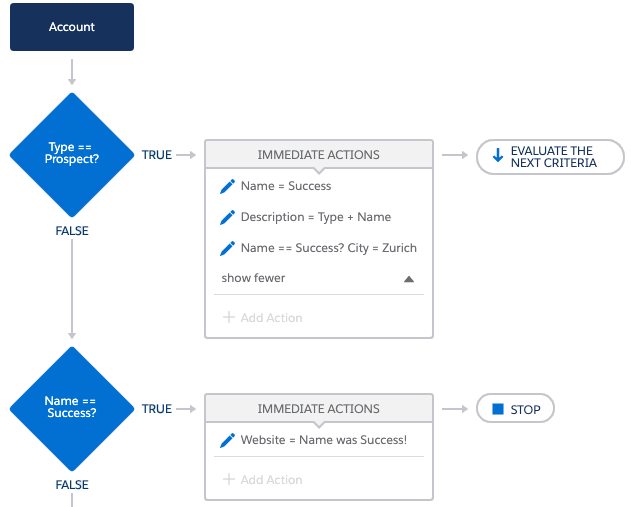 Account
Type ==
Prospect?
TRUE
IMMEDIATE ACTIONS
EVALUATE THE
NEXT CRITERIA
Name = Success
Description = Type + Name
Name == Success? City = Zurich
show fewer
+ Add Action
FALSE
Name ==
Success?
TRUE
IMMEDIATE ACTIONS
STOP
Website = Name was Success!
+ Add Action
FALSE